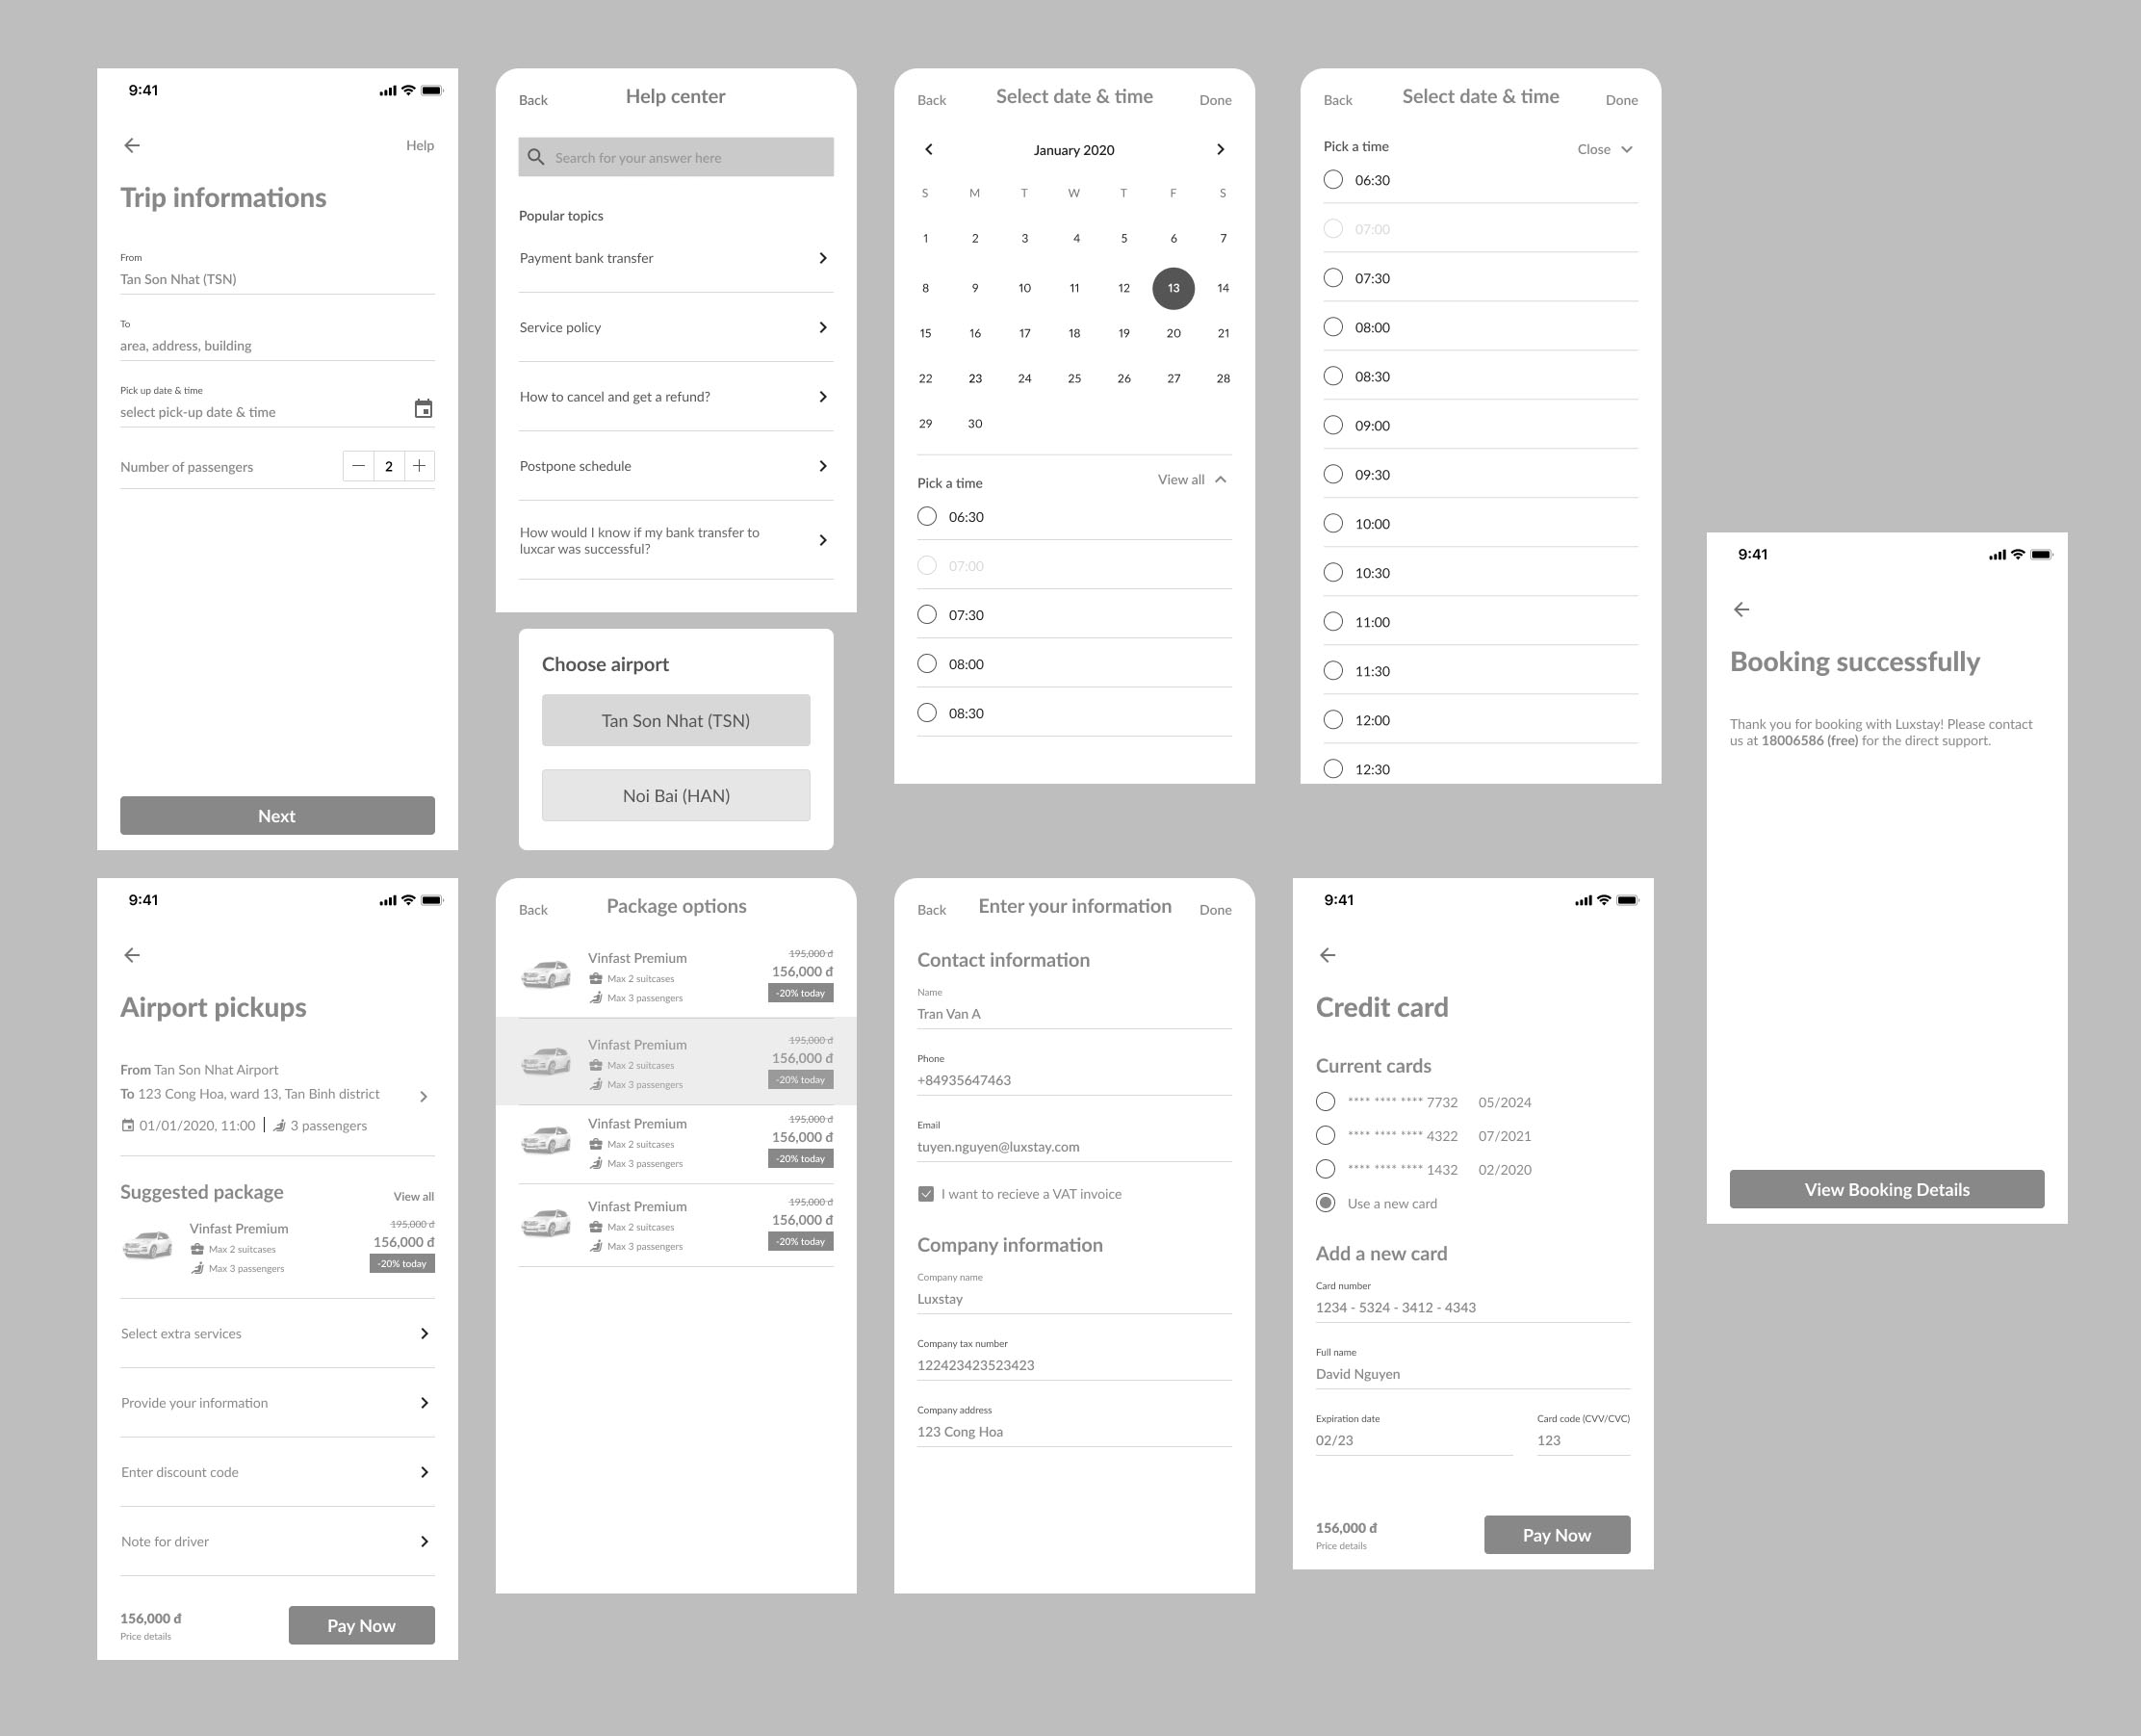 9:41
Help
Trip informations
From
Tan Son Nhat (TSN)
To
area, address, building
Pick up date & time
select pick-up date & time
Number of passengers
2
Next
Back
Help center
Search for your answer here
Popular topics
Payment bank transfer
Service policy
How to cancel and get a refund?
Postpone schedule
How would I know if my bank transfer to
luxcar was successful?
Choose airport
Tan Son Nhat (TSN)
Noi Bai (HAN)
Back
Select date & time
Done
January 2020
S M T W T F S
1 2 3 4 5 6 7
8 9 10 11 12 13 14
15 16 17 18 19 20 21
22 23 24 25 26 27 28
29 30
Pick a time
View all
06:30
07:00
07:30
08:00
08:30
Back
Select date & time
Done
Pick a time
Close
06:30
07:00
07:30
08:00
08:30
09:00
09:30
10:00
10:30
11:00
11:30
12:00
12:30
9:41
Booking successfully
Thank you for booking with Luxstay! Please contact
us at 18006586 (free) for the direct support.
View Booking Details
9:41
Airport pickups
From Tan Son Nhat Airport
To 123 Cong Hoa, ward 13, Tan Binh district
01/01/2020, 11:00 | 3 passengers
Suggested package
View all
Vinfast Premium
Max 2 suitcases
Max 3 passengers
195,000 đ
156,000 đ
-20% today
Select extra services
Provide your information
Enter discount code
Note for driver
156,000 đ
Price details
Pay Now
Back
Package options
Vinfast Premium
Max 2 suitcases
Max 3 passengers
195,000 đ
156,000 đ
-20% today
Vinfast Premium
Max 2 suitcases
Max 3 passengers
195,000 đ
156,000 đ
-20% today
Vinfast Premium
Max 2 suitcases
Max 3 passengers
195,000 đ
156,000 đ
-20% today
Vinfast Premium
Max 2 suitcases
Max 3 passengers
195,000 đ
156,000 đ
-20% today
Back
Enter your information
Done
Contact information
Name
Tran Van A
Phone
+84935647463
Email
tuyen.nguyen@luxstay.com
I want to recieve a VAT invoice
Company information
Company name
Luxstay
Company tax number
122423423523423
Company address
123 Cong Hoa
9:41
Credit card
Current cards
**** **** **** 7732 05/2024
**** **** **** 4322 07/2021
**** **** **** 1432 02/2020
Use a new card
Add a new card
Card number
1234 - 5324 - 3412 - 4343
Full name
David Nguyen
Expiration date
02/23
Card code (CVV/CVC)
123
156,000 đ
Price details
Pay Now